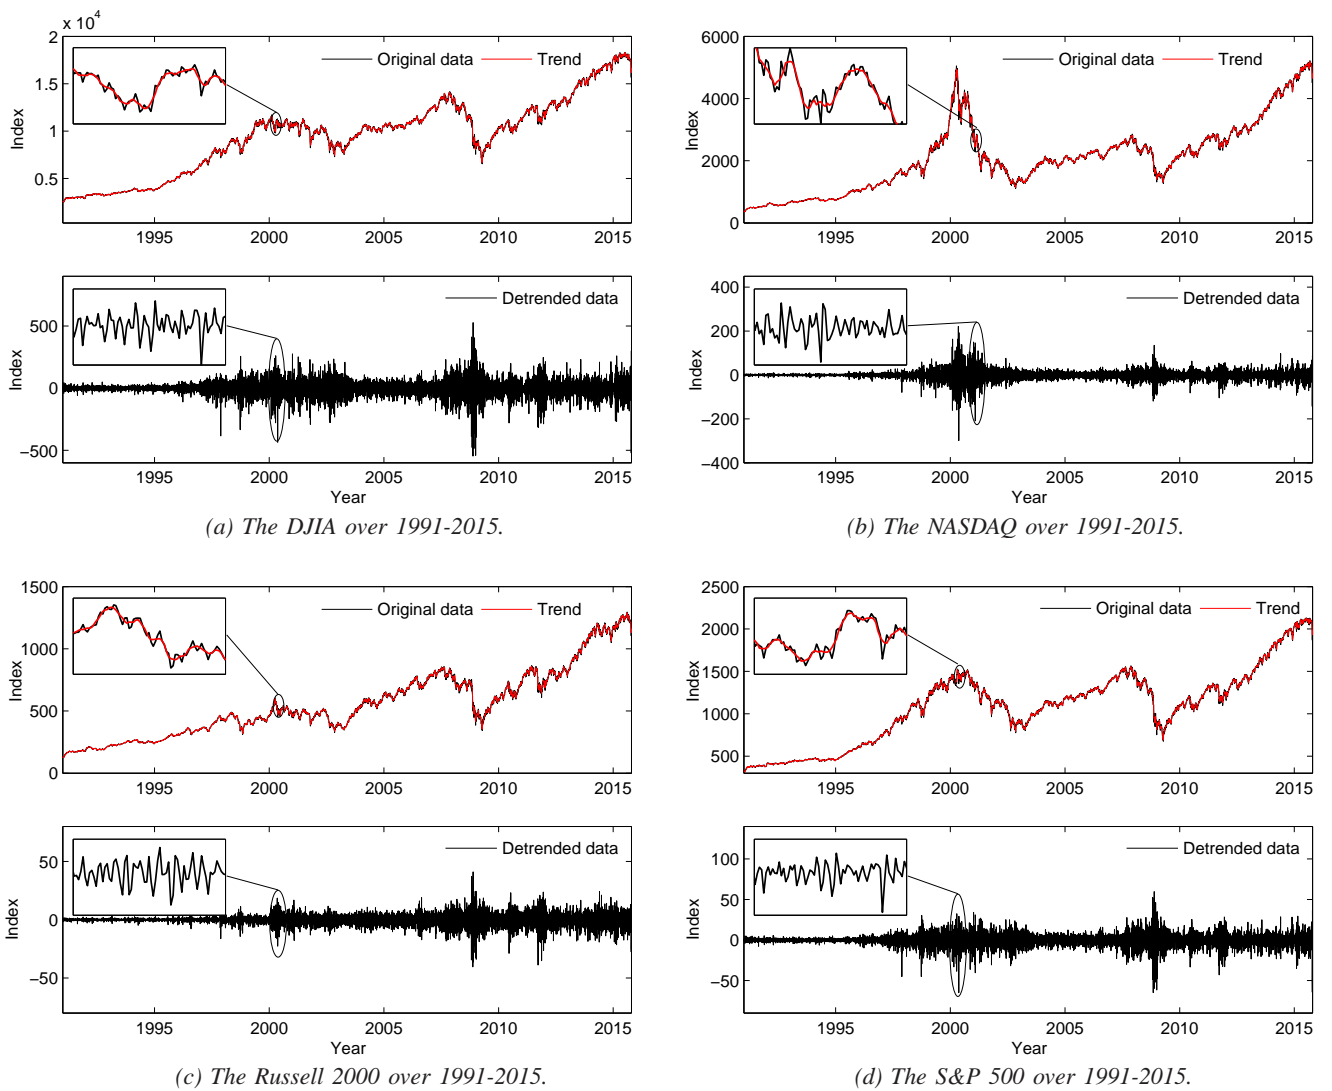 x 10⁴
2
1.5
1
0.5
Index
Original data
Trend
1995
2000
2005
2010
2015
500
0
−500
Index
Detrended data
1995
2000
2005
2010
2015
Year
(a) The DJIA over 1991-2015.
6000
4000
2000
0
Index
Original data
Trend
1995
2000
2005
2010
2015
400
200
0
−200
−400
Index
Detrended data
1995
2000
2005
2010
2015
Year
(b) The NASDAQ over 1991-2015.
1500
1000
500
0
Index
Original data
Trend
1995
2000
2005
2010
2015
50
0
−50
Index
Detrended data
1995
2000
2005
2010
2015
Year
(c) The Russell 2000 over 1991-2015.
2500
2000
1500
1000
500
Index
Original data
Trend
1995
2000
2005
2010
2015
100
50
0
−50
Index
Detrended data
1995
2000
2005
2010
2015
Year
(d) The S&P 500 over 1991-2015.